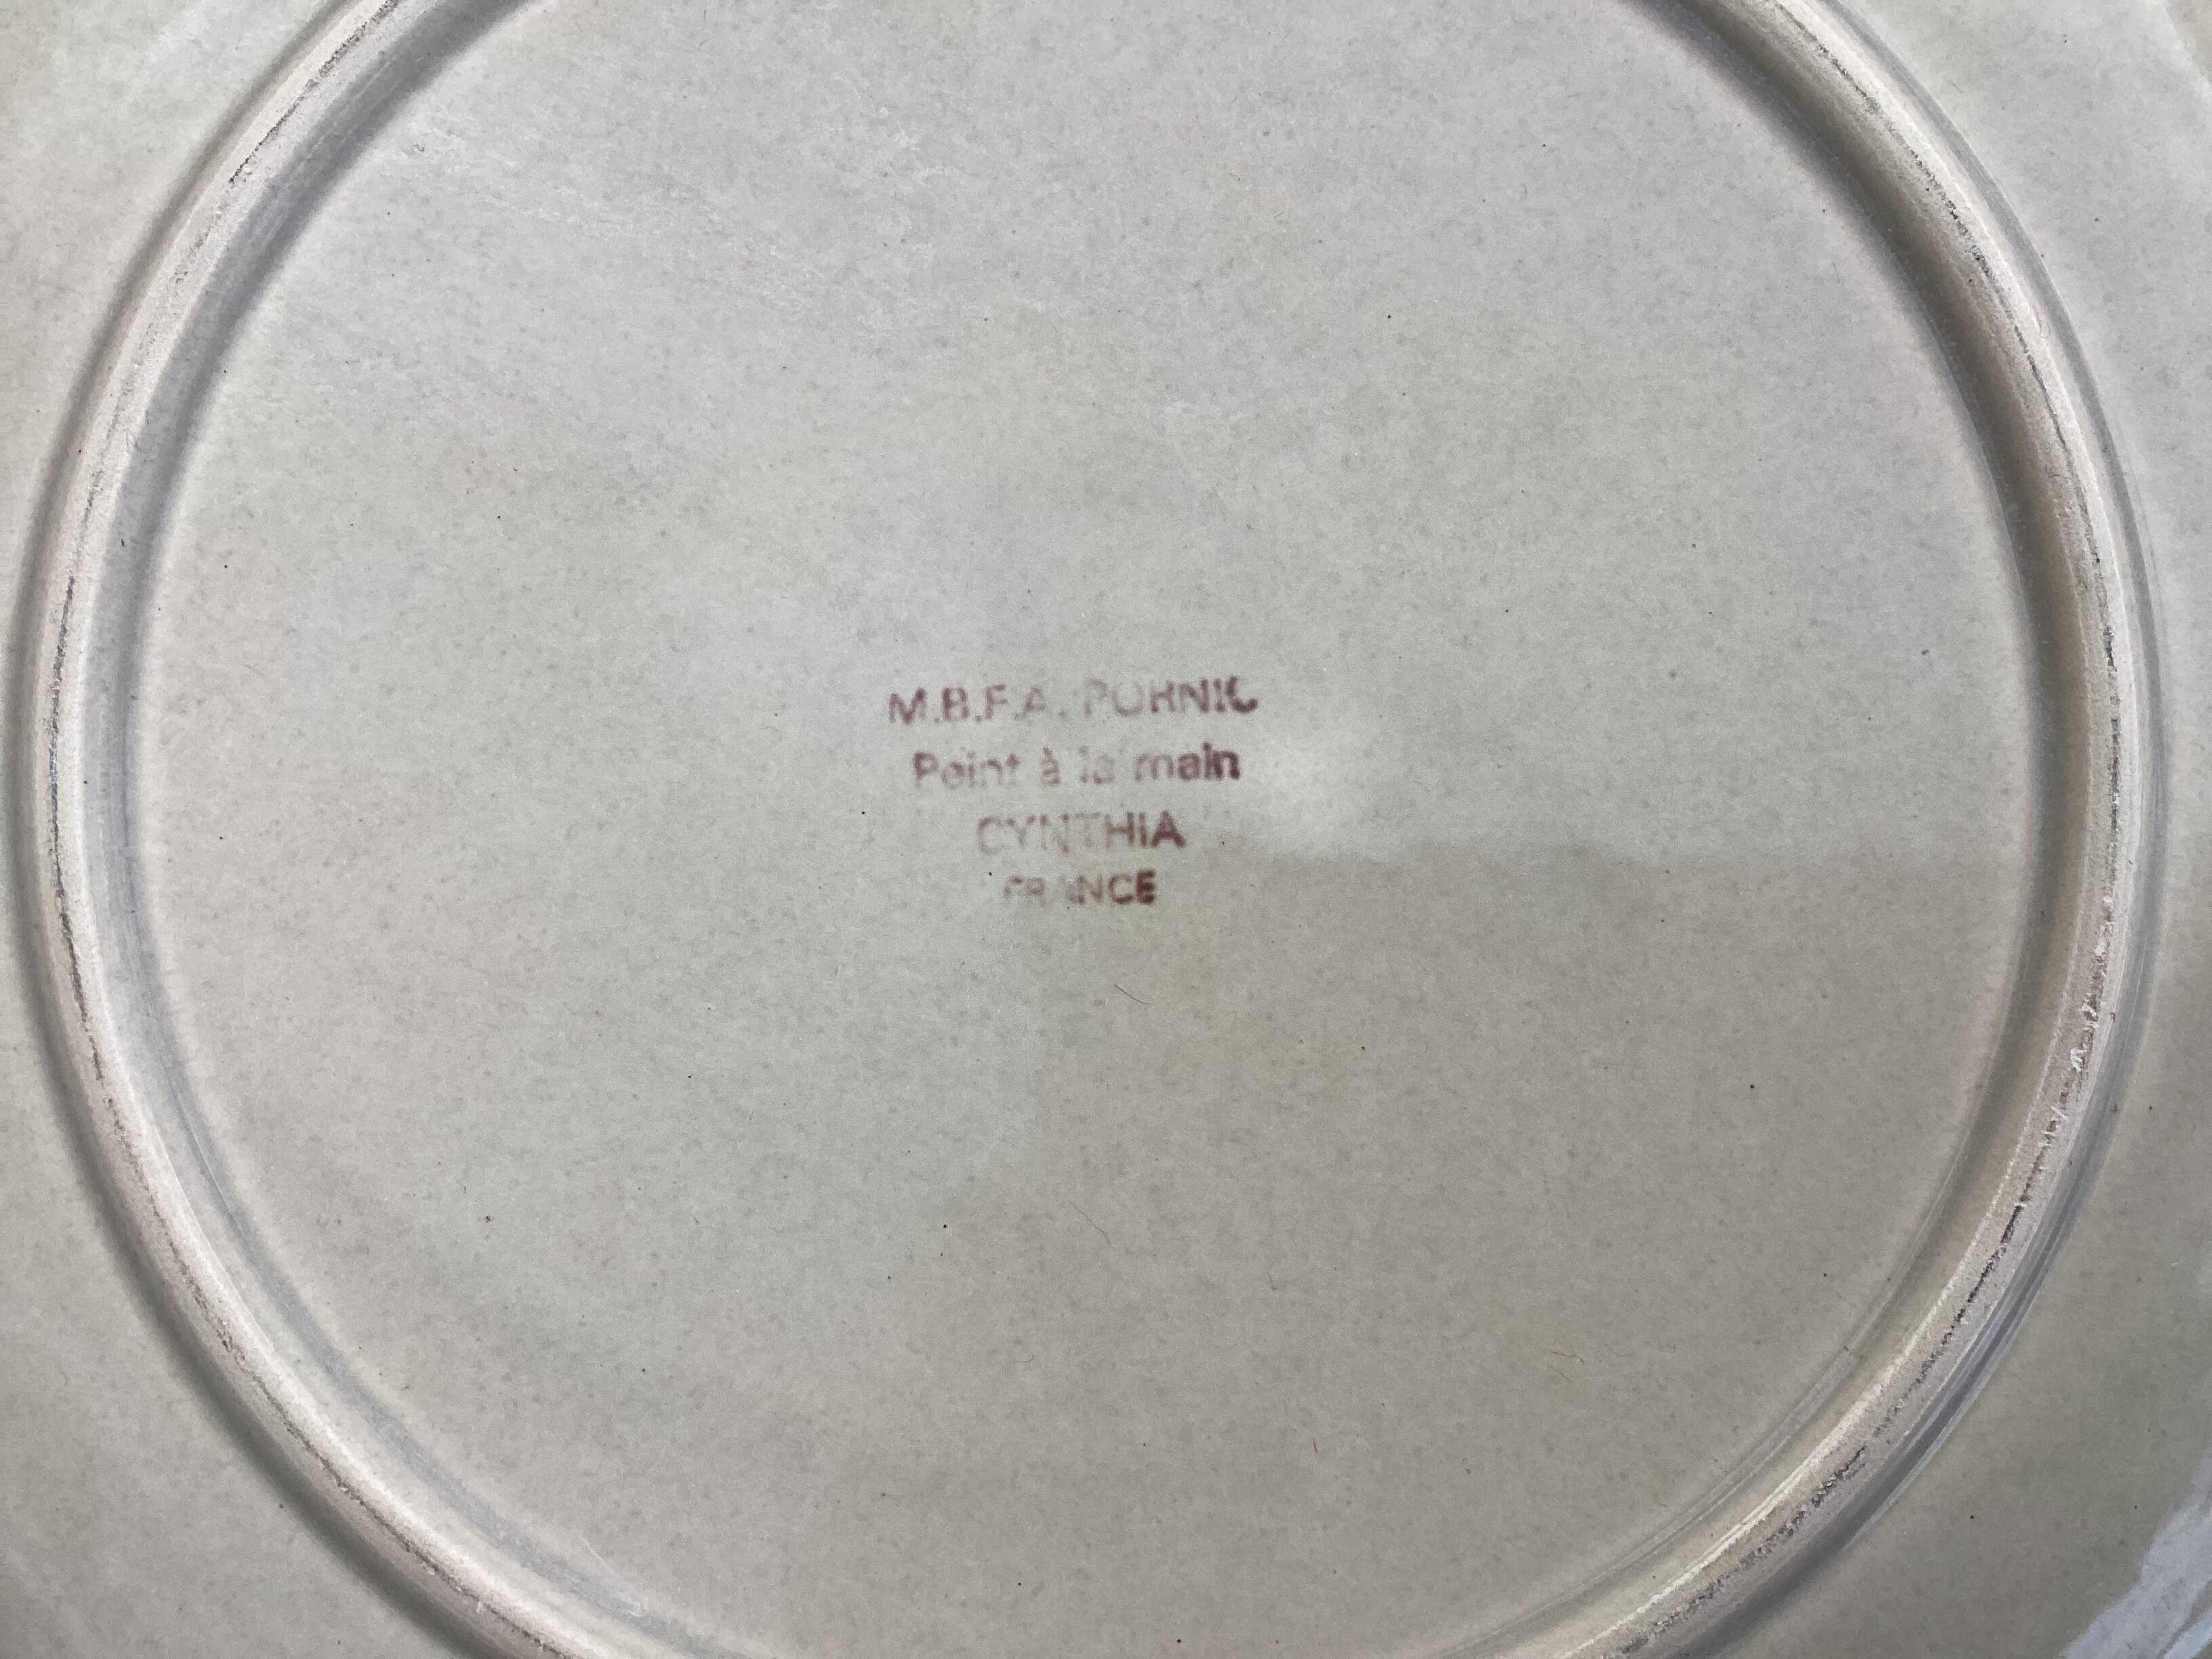 M.B.F.A. PORNIC
Peint à la main
CYNTHIA
FRANCE